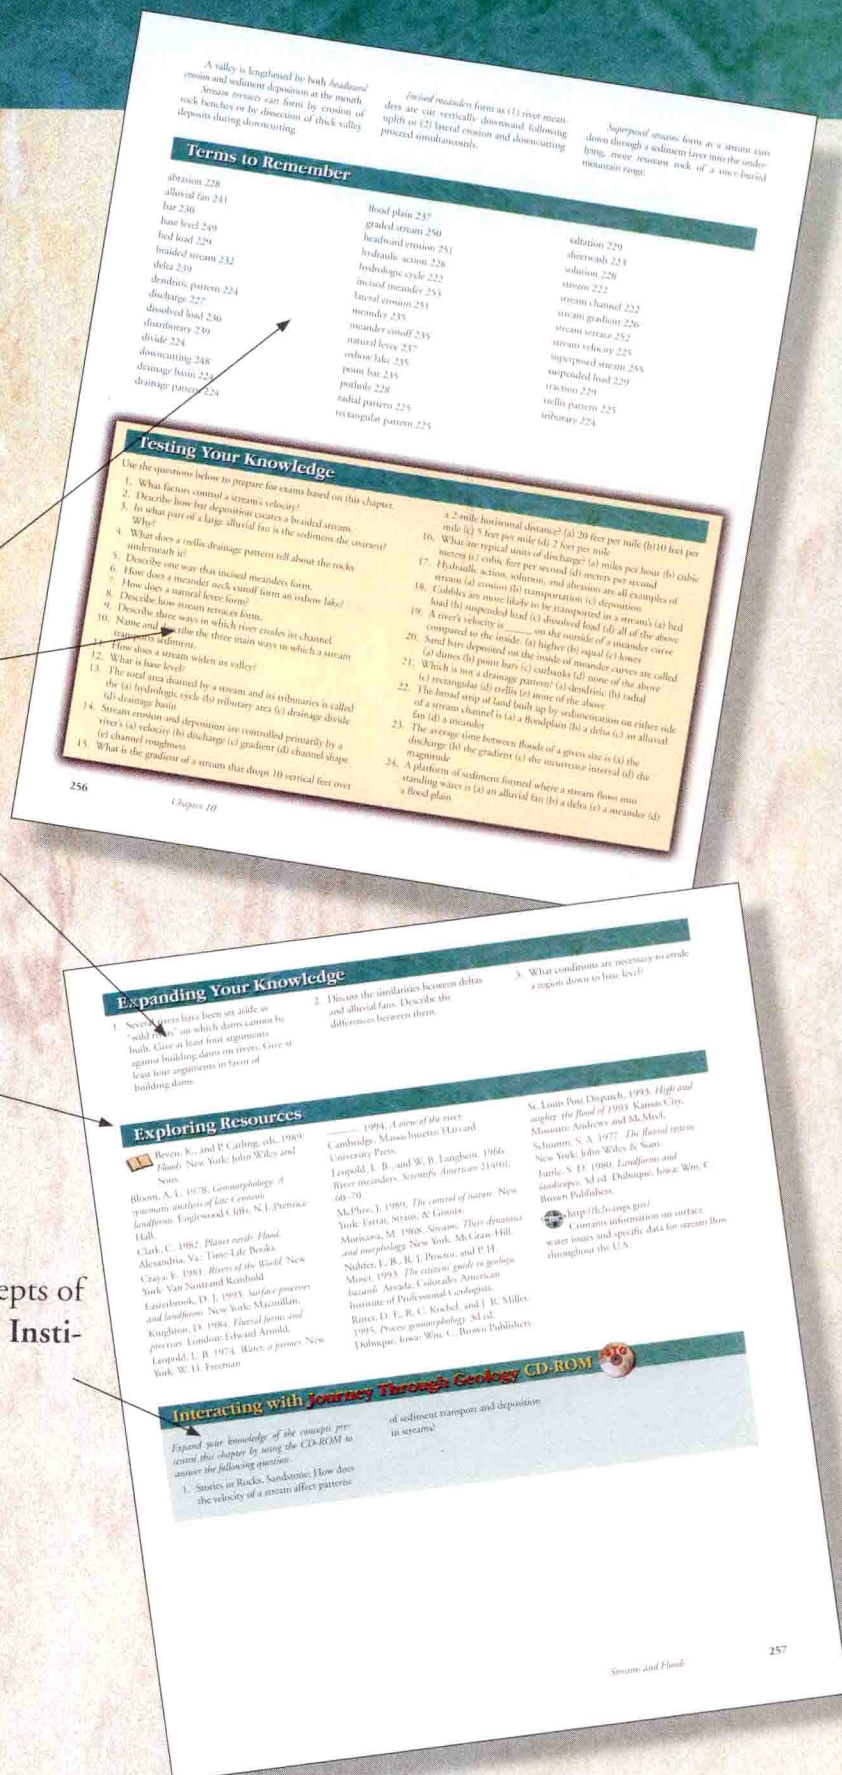 A valley is lengthened by both headward
erosion and sediment deposition at the mouth.
Stream terraces can form by erosion of
rock benches or by dissection of thick valley
deposits during downcutting.
Incised meanders form as (1) river mean-
ders are cut vertically downward following
uplift or (2) lateral erosion and downcutting
proceed simultaneously.
Superposed streams form as a stream cuts
down through a sediment layer into the under-
lying, more resistant rock of a once-buried
mountain range.
Terms to Remember
abrasion 228
alluvial fan 241
bar 230
base level 249
bed load 229
braided stream 232
delta 239
dendritic pattern 224
discharge 227
dissolved load 230
distributary 239
divide 224
downcutting 248
drainage basin 224
drainage pattern 224
flood plain 237
graded stream 250
headward erosion 251
hydraulic action 228
hydrologic cycle 222
incised meander 253
lateral erosion 251
meander 235
meander cutoff 235
natural levee 237
oxbow lake 235
point bar 235
pothole 228
radial pattern 225
rectangular pattern 225
saltation 229
sheetwash 223
solution 228
stream 222
stream channel 222
stream gradient 226
stream terrace 252
stream velocity 225
superposed stream 255
suspended load 229
traction 229
trellis pattern 225
tributary 224
Testing Your Knowledge
Use the questions below to prepare for exams based on this chapter.
1. What factors control a stream's velocity?
2. Describe how bar deposition creates a braided stream.
3. In what part of a large alluvial fan is the sediment the coarsest?
Why?
4. What does a trellis drainage pattern tell about the rocks
underneath it?
5. Describe one way that incised meanders form.
6. How does a meander neck cutoff form an oxbow lake?
7. How does a natural levee form?
8. Describe how stream terraces form.
9. Describe three ways in which river erodes its channel.
10. Name and describe the three main ways in which a stream
transports sediment.
11. How does a stream widen its valley?
12. What is base level?
13. The total area drained by a stream and its tributaries is called
the (a) hydrologic cycle (b) tributary area (c) drainage divide
(d) drainage basin
14. Stream erosion and deposition are controlled primarily by a
river's (a) velocity (b) discharge (c) gradient (d) channel shape
(e) channel roughness
15. What is the gradient of a stream that drops 10 vertical feet over
a 2-mile horizontal distance? (a) 20 feet per mile (b)10 feet per
mile (c) 5 feet per mile (d) 2 feet per mile
16. What are typical units of discharge? (a) miles per hour (b) cubic
meters (c) cubic feet per second (d) meters per second
17. Hydraulic action, solution, and abrasion are all examples of
stream (a) erosion (b) transportation (c) deposition
18. Cobbles are more likely to be transported in a stream's (a) bed
load (b) suspended load (c) dissolved load (d) all of the above
19. A river's velocity is _____ on the outside of a meander curve
compared to the inside. (a) higher (b) equal (c) lower
20. Sand bars deposited on the inside of meander curves are called
(a) dunes (b) point bars (c) cutbanks (d) none of the above
21. Which is not a drainage pattern? (a) dendritic (b) radial
(c) rectangular (d) trellis (e) none of the above
22. The broad strip of land built up by sedimentation on either side
of a stream channel is (a) a floodplain (b) a delta (c) an alluvial
fan (d) a meander
23. The average time between floods of a given size is (a) the
discharge (b) the gradient (c) the recurrence interval (d) the
magnitude
24. A platform of sediment formed where a stream flows into
standing water is (a) an alluvial fan (b) a delta (c) a meander (d)
a flood plain
256
Chapter 10
Expanding Your Knowledge
1. Several rivers have been set aside as
"wild rivers" on which dams cannot be
built. Give at least four arguments
against building dams on rivers. Give at
least four arguments in favor of
building dams.
2. Discuss the similarities between deltas
and alluvial fans. Describe the
differences between them.
3. What conditions are necessary to erode
a region down to base level?
Exploring Resources
Beven, K., and P. Carling, eds. 1989.
Floods. New York: John Wiley and
Sons.
Bloom, A. L. 1978. Geomorphology: A
systematic analysis of late Cenozoic
landforms. Englewood Cliffs, N.J.:Prentice-
Hall.
Clark, C. 1982. Planet earth: Flood.
Alexandria, Va.: Time-Life Books.
Czaya, E. 1981. Rivers of the World. New
York: Van Nostrand Reinhold.
Easterbrook, D. J. 1993. Surface processes
and landforms. New York: Macmillan.
Knighton, D. 1984. Fluvial forms and
processes. London: Edward Arnold.
Leopold, L. B. 1974. Water, a primer. New
York: W. H. Freeman.
_____. 1994. A view of the river.
Cambridge, Massachusetts: Harvard
University Press.
Leopold, L. B., and W. B. Langbein. 1966.
River meanders. Scientific American 214(6),
60–70.
McPhee, J. 1989. The control of nature. New
York: Farrar, Straus, & Giroux.
Morisawa, M. 1968. Streams: Their dynamics
and morphology. New York. McGraw-Hill.
Nuhfer, E. B., R. J. Proctor, and P. H.
Moser. 1993. The citizens' guide to geologic
hazards. Arvada, Colorado: American
Institute of Professional Geologists.
Ritter, D. F., R. C. Kochel, and J. R. Miller.
1995. Process geomorphology. 3d ed.
Dubuque, Iowa: Wm. C. Brown Publishers.
St. Louis Post Dispatch. 1993. High and
mighty: the flood of 1993. Kansas City,
Missouri: Andrews and McMeel.
Schumm, S. A. 1977. The fluvial system.
New York: John Wiley & Sons.
Tuttle, S. D. 1980. Landforms and
landscapes. 3d ed. Dubuque, Iowa: Wm. C.
Brown Publishers.
http://h2o.usgs.gov/.
Contains information on surface
water issues and specific data for stream flow
throughout the U.S.
epts of
Insti-
Interacting with Journey Through Geology CD-ROM
JTG
Expand your knowledge of the concepts pre-
sented this chapter by using the CD-ROM to
answer the following question.
1. Stories in Rocks, Sandstone: How does
the velocity of a stream affect patterns
of sediment transport and deposition
in streams?
257
Streams and Floods